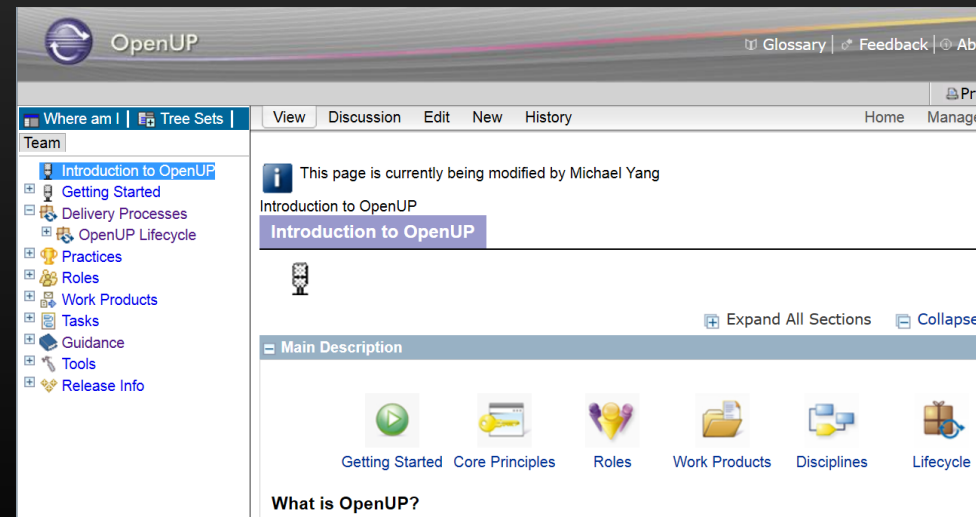 OpenUP
Glossary | Feedback | Ab
Pr
Where am I | Tree Sets |
Team
Introduction to OpenUP
Getting Started
Delivery Processes
OpenUP Lifecycle
Practices
Roles
Work Products
Tasks
Guidance
Tools
Release Info
View Discussion Edit New History Home Manage
This page is currently being modified by Michael Yang
Introduction to OpenUP
Introduction to OpenUP
Expand All Sections Collapse
Main Description
Getting Started Core Principles Roles Work Products Disciplines Lifecycle
What is OpenUP?